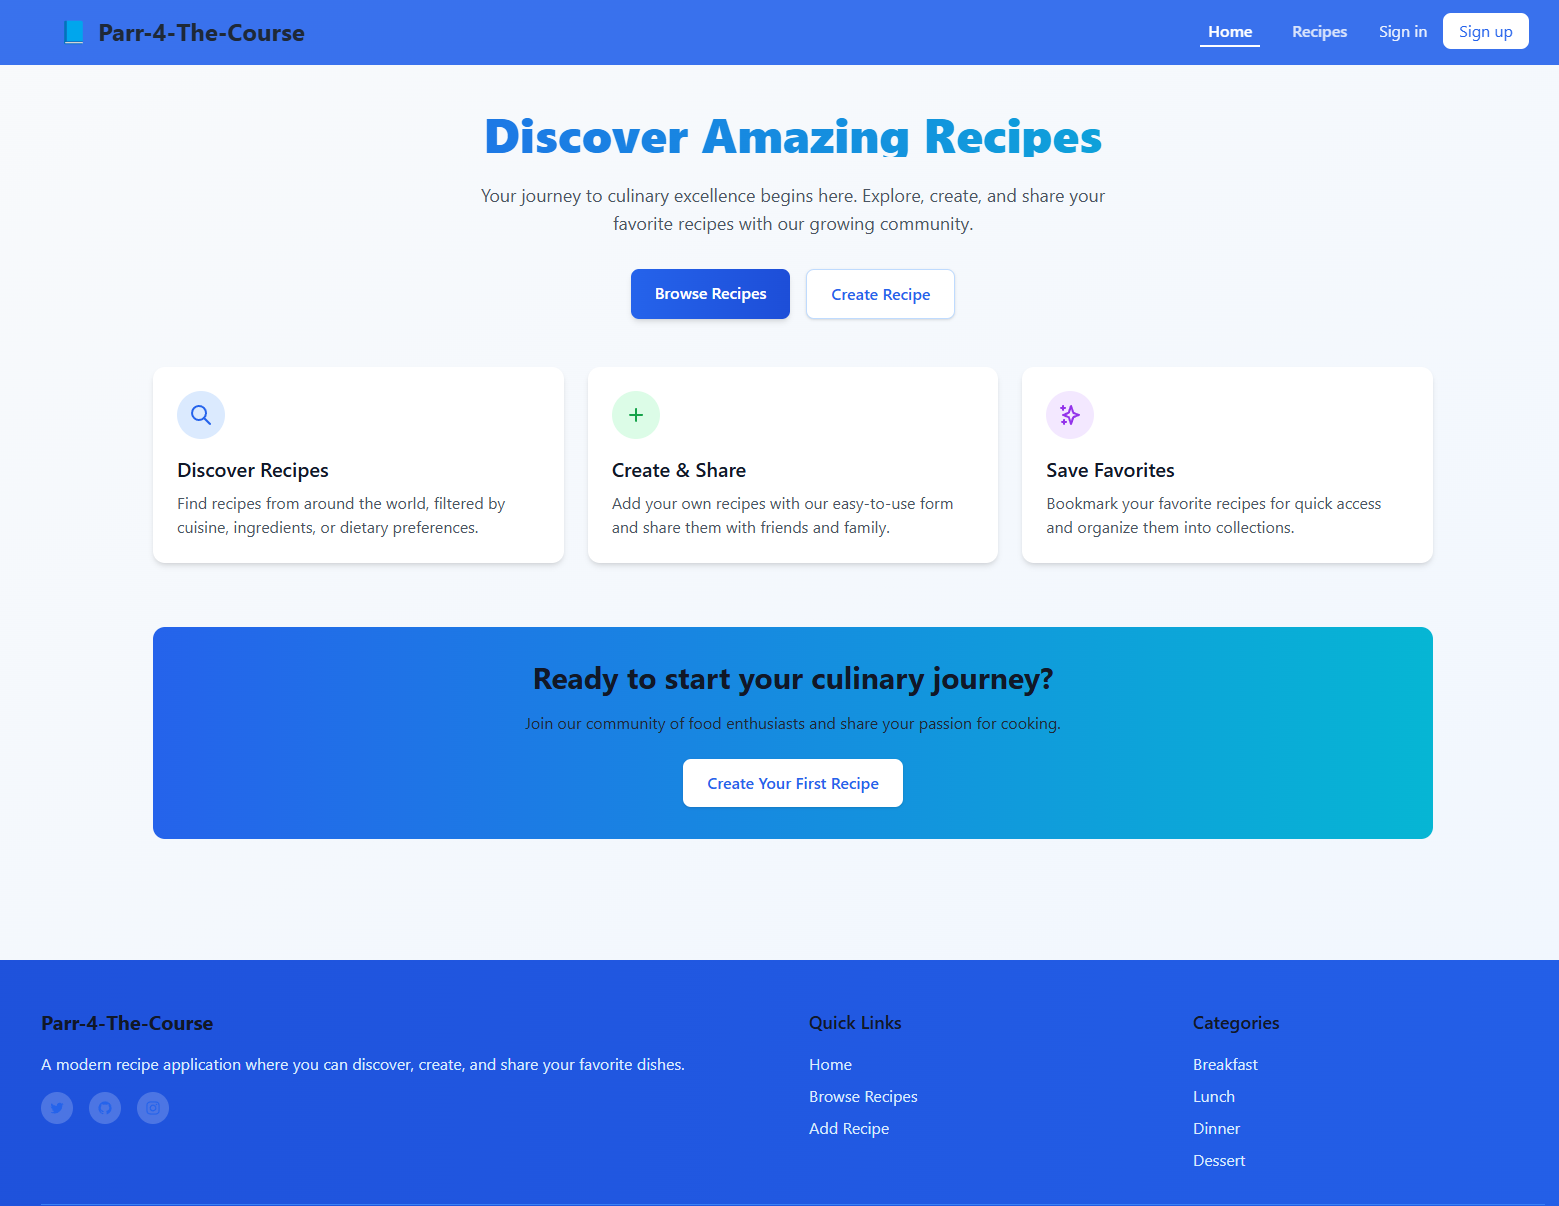 Parr-4-The-Course
Home
Recipes
Sign in
Sign up
Discover Amazing Recipes
Your journey to culinary excellence begins here. Explore, create, and share your
favorite recipes with our growing community.
Browse Recipes
Create Recipe
Discover Recipes
Find recipes from around the world, filtered by
cuisine, ingredients, or dietary preferences.
Create & Share
Add your own recipes with our easy-to-use form
and share them with friends and family.
Save Favorites
Bookmark your favorite recipes for quick access
and organize them into collections.
Ready to start your culinary journey?
Join our community of food enthusiasts and share your passion for cooking.
Create Your First Recipe
Parr-4-The-Course
A modern recipe application where you can discover, create, and share your favorite dishes.
Quick Links
Home
Browse Recipes
Add Recipe
Categories
Breakfast
Lunch
Dinner
Dessert